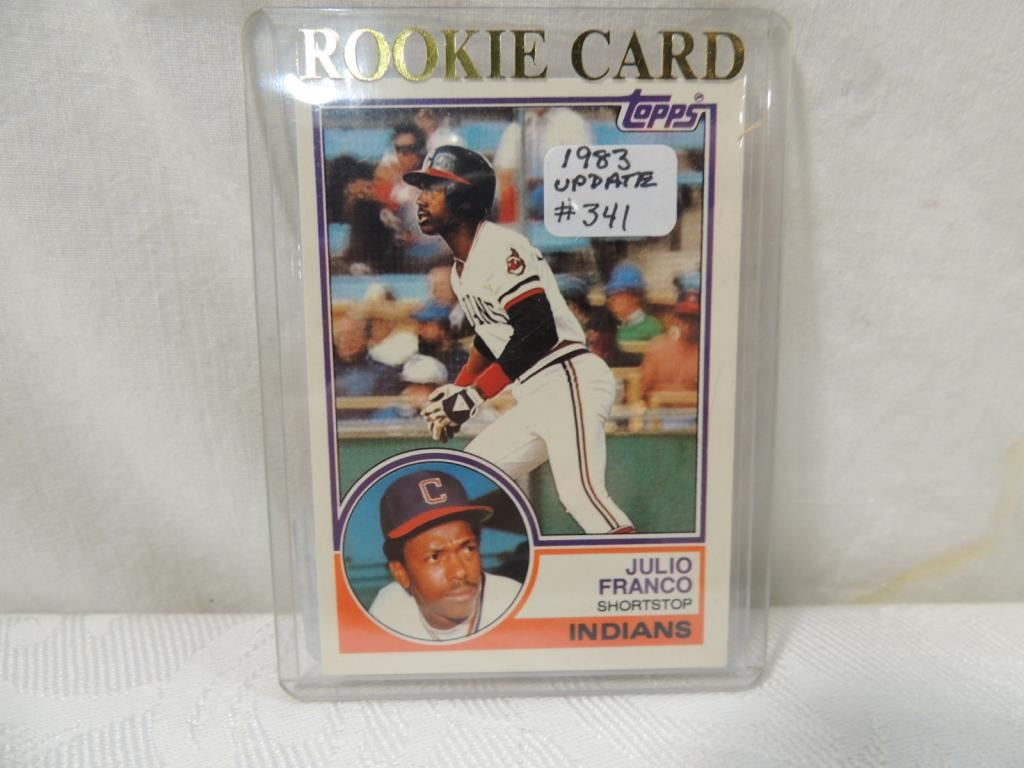 ROOKIE CARD
topps
1983
UPDATE
#341
C
JULIO
FRANCO
SHORTSTOP
INDIANS